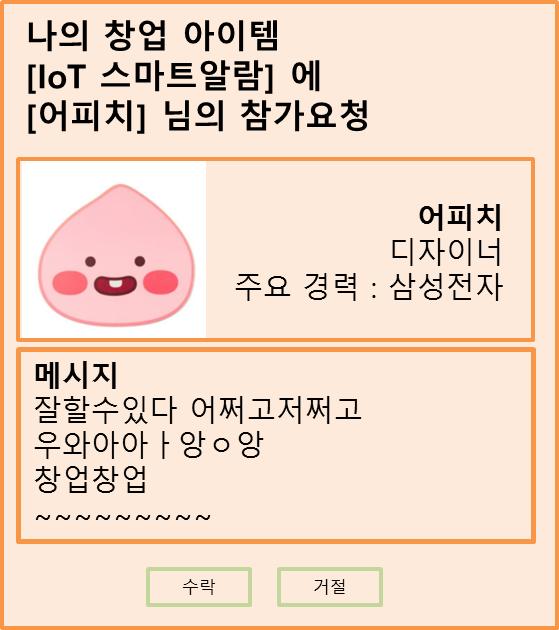 나의 창업 아이템
[IoT 스마트알람] 에
[어피치] 님의 참가요청
어피치
디자이너
주요 경력 : 삼성전자
메시지
잘할수있다 어쩌고저쩌고
우와아아ㅏ앙ㅇ앙
창업창업
~~~~~~~~~
수락
거절